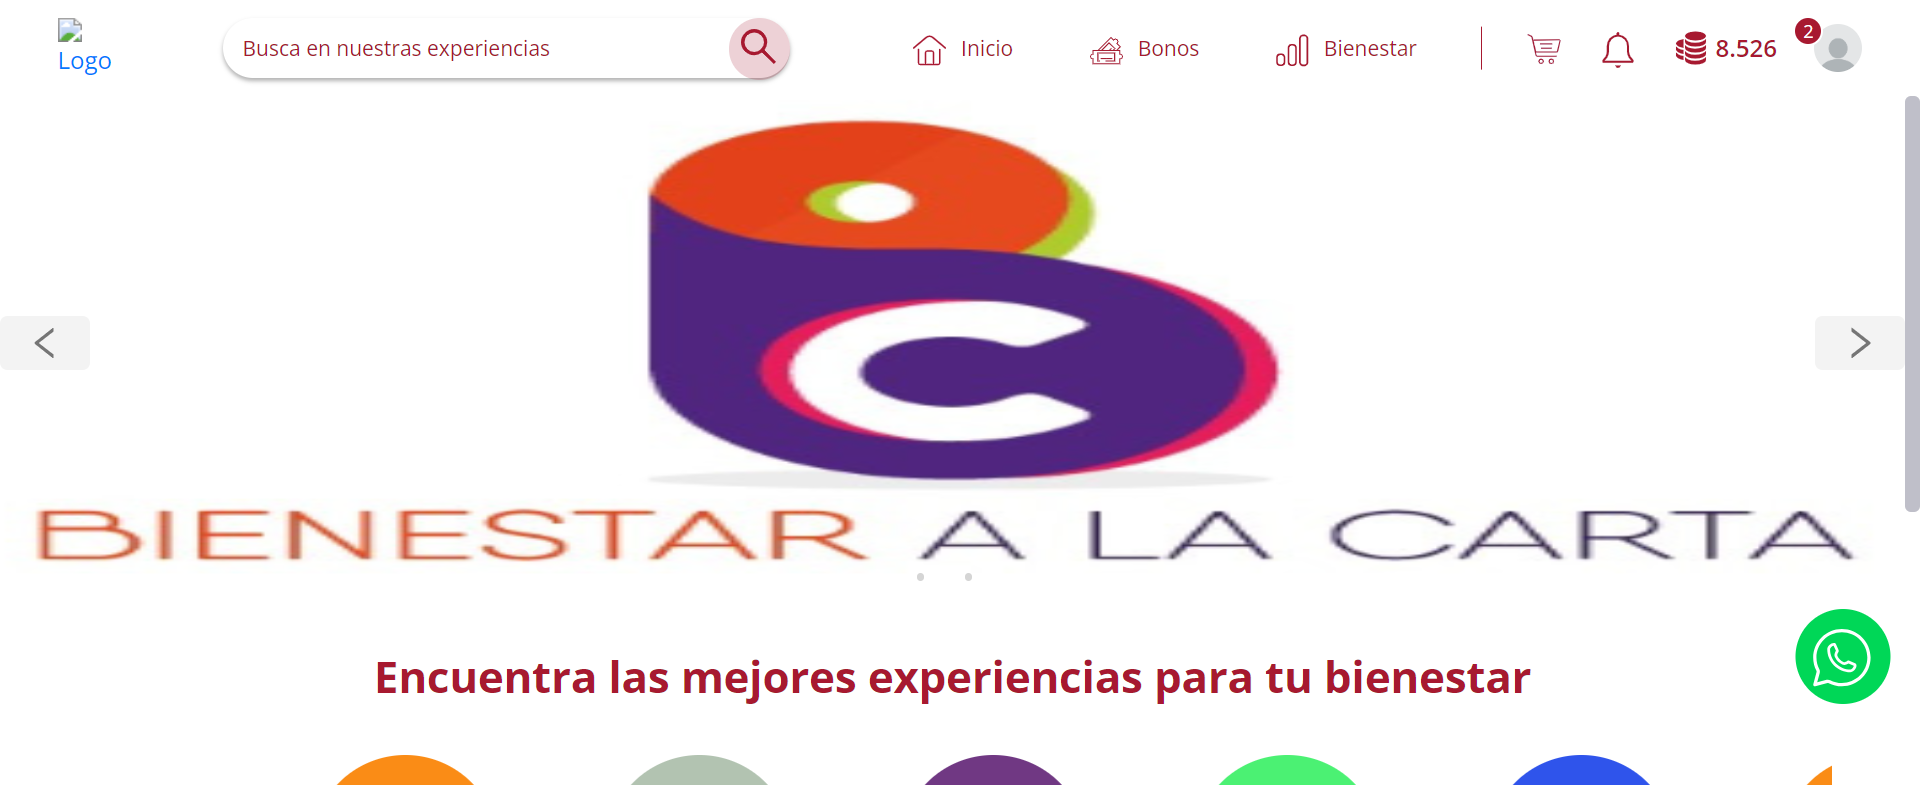 Logo
Busca en nuestras experiencias
Inicio
Bonos
Bienestar
8.526
2
BIENESTAR A LA CARTA
Encuentra las mejores experiencias para tu bienestar